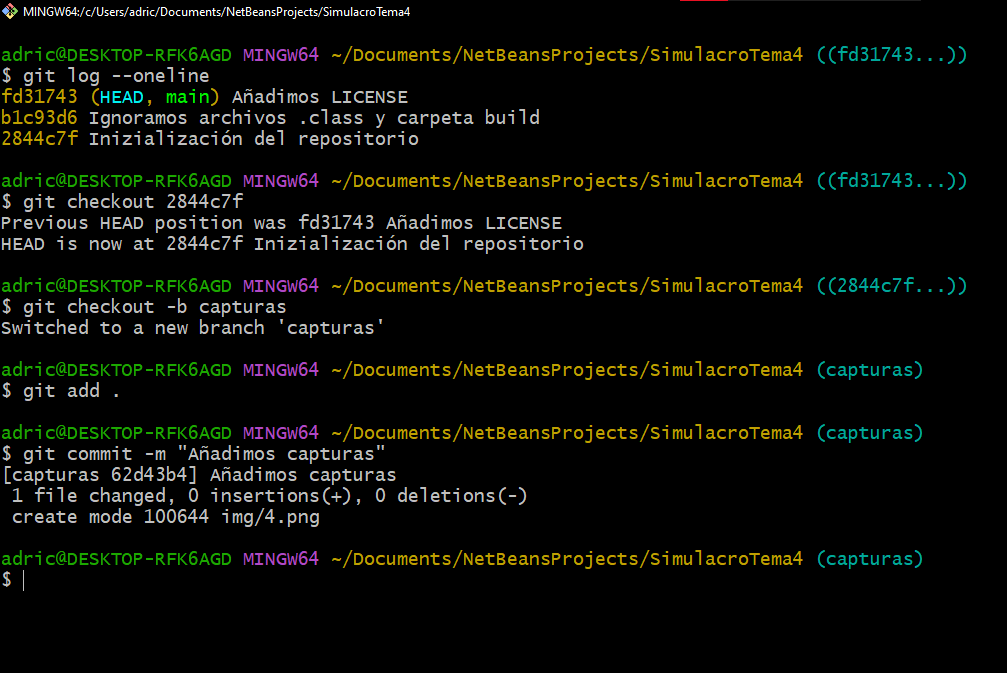 MINGW64:/c/Users/adric/Documents/NetBeansProjects/SimulacroTema4
adric@DESKTOP-RFK6AGD MINGW64 ~/Documents/NetBeansProjects/SimulacroTema4 ((fd31743...))
$ git log --oneline
fd31743 (HEAD, main) Añadimos LICENSE
b1c93d6 Ignoramos archivos .class y carpeta build
2844c7f Inizialización del repositorio
adric@DESKTOP-RFK6AGD MINGW64 ~/Documents/NetBeansProjects/SimulacroTema4 ((fd31743...))
$ git checkout 2844c7f
Previous HEAD position was fd31743 Añadimos LICENSE
HEAD is now at 2844c7f Inizialización del repositorio
adric@DESKTOP-RFK6AGD MINGW64 ~/Documents/NetBeansProjects/SimulacroTema4 ((2844c7f...))
$ git checkout -b capturas
Switched to a new branch 'capturas'
adric@DESKTOP-RFK6AGD MINGW64 ~/Documents/NetBeansProjects/SimulacroTema4 (capturas)
$ git add .
adric@DESKTOP-RFK6AGD MINGW64 ~/Documents/NetBeansProjects/SimulacroTema4 (capturas)
$ git commit -m "Añadimos capturas"
[capturas 62d43b4] Añadimos capturas
 1 file changed, 0 insertions(+), 0 deletions(-)
 create mode 100644 img/4.png
adric@DESKTOP-RFK6AGD MINGW64 ~/Documents/NetBeansProjects/SimulacroTema4 (capturas)
$